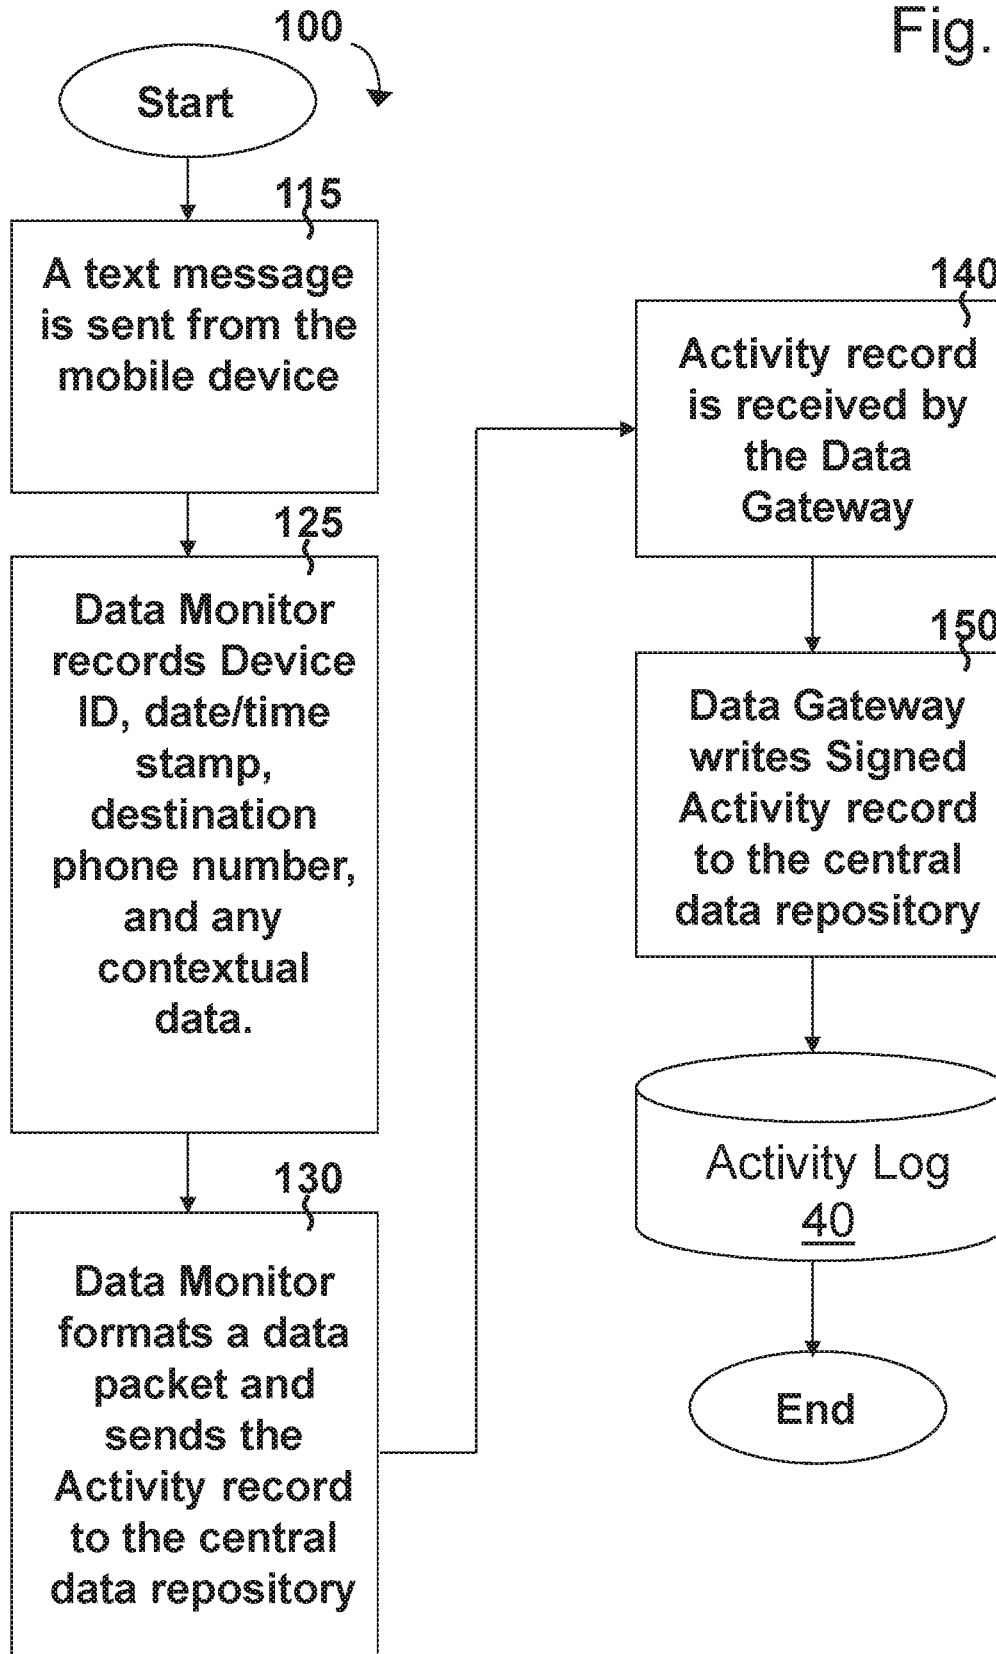 100
Fig.
Start
115
A text message
is sent from the
mobile device
125
Data Monitor
records Device
ID, date/time
stamp,
destination
phone number,
and any
contextual
data.
130
Data Monitor
formats a data
packet and
sends the
Activity record
to the central
data repository
140
Activity record
is received by
the Data
Gateway
150
Data Gateway
writes Signed
Activity record
to the central
data repository
Activity Log
40
End